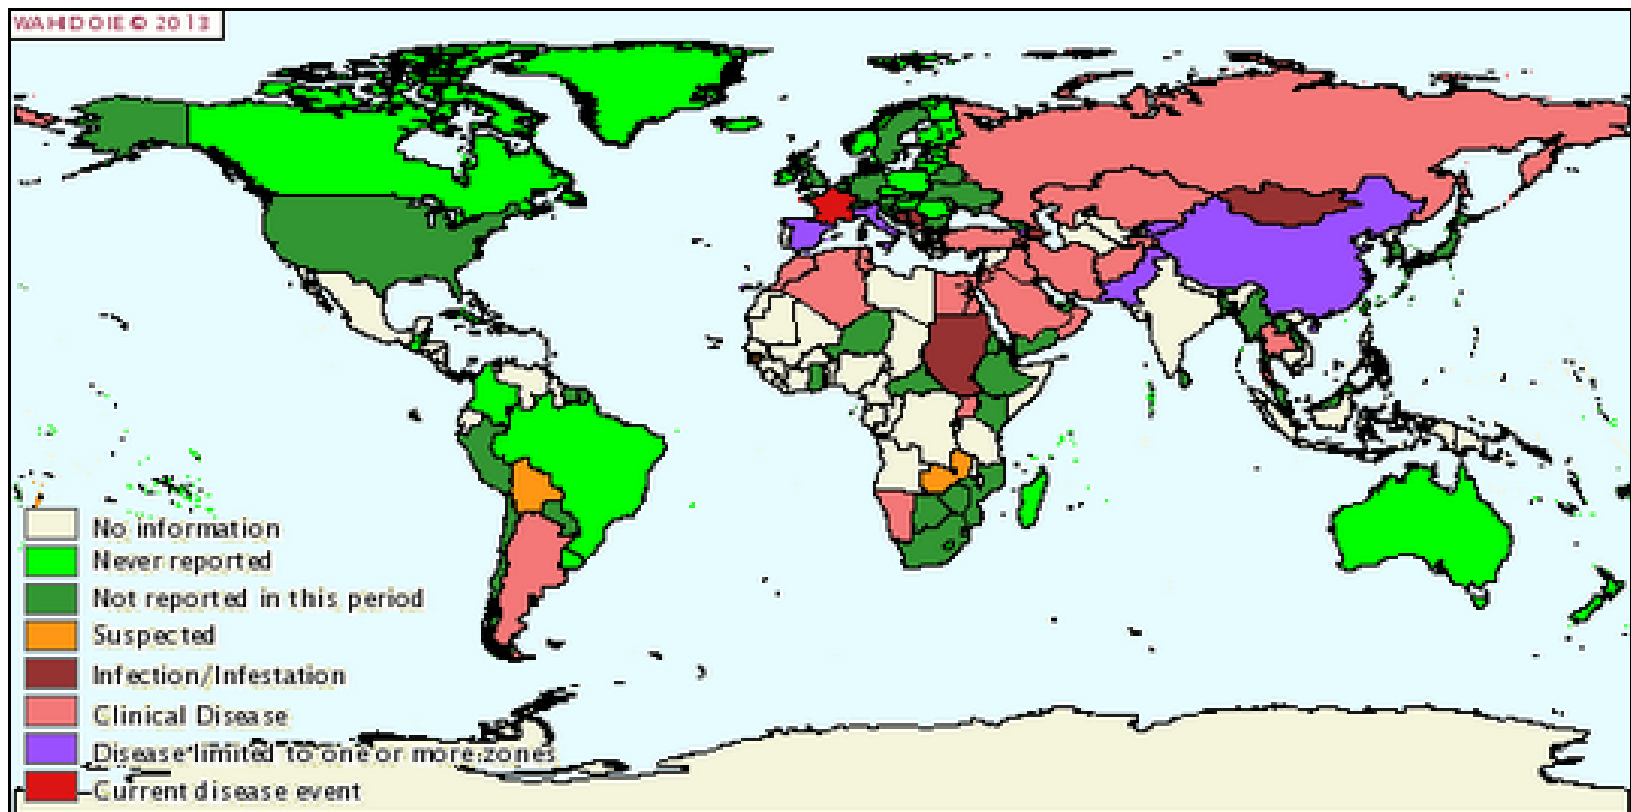 WAHID OIE © 2013
No information
Never reported
Not reported in this period
Suspected
Infection/Infestation
Clinical Disease
Disease limited to one or more zones
Current disease event